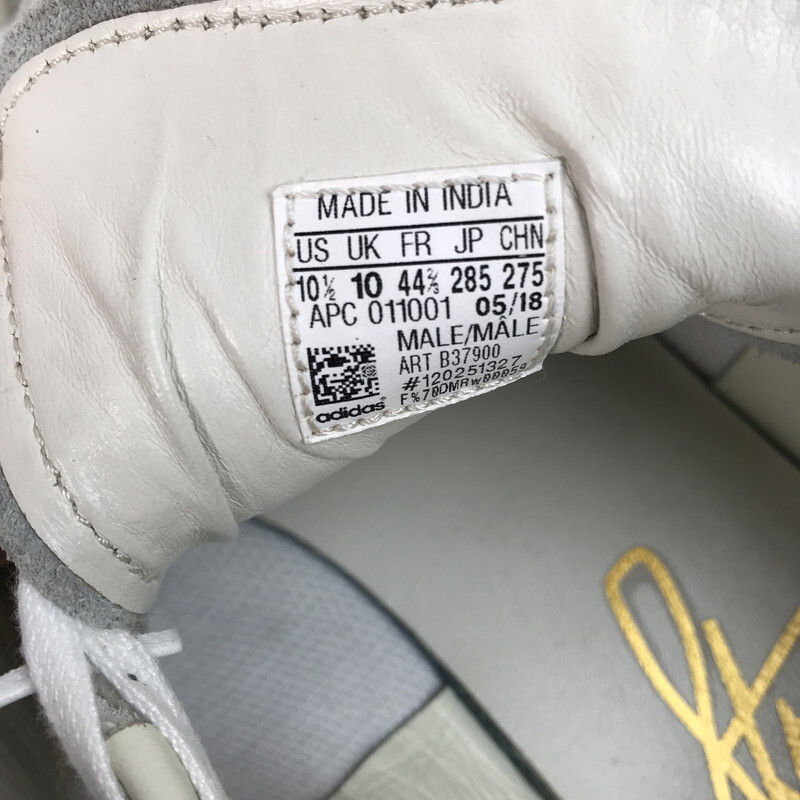 MADE IN INDIA
US UK FR JP CHN
10½ 10 44⅔ 285 275
APC 011001 05/18
MALE/MÂLE
ART B37900
#120251327
adidas